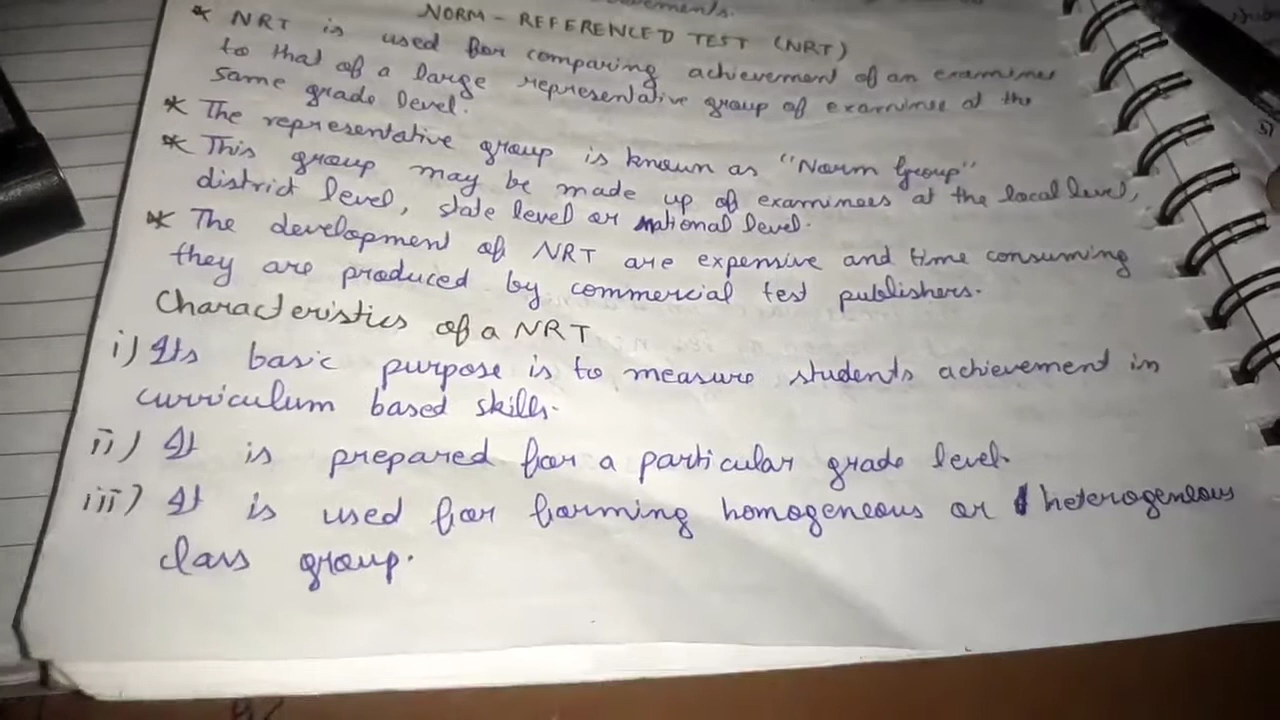 NORM - REFERENCED TEST (NRT)
* NRT is used for comparing achievement of an examinee
to that of a large representative group of examinee at the
same grade level.
* The representative group is known as "Norm Group"
* This group may be made up of examinees at the local level,
district level, state level or national level.
* The development of NRT are expensive and time consuming
they are produced by commercial test publishers.
Characteristics of a NRT
i) Its basic purpose is to measure students achievement in
curriculum based skills.
ii) It is prepared for a particular grade level.
iii) It is used for forming homogeneous or heterogeneous
class group.